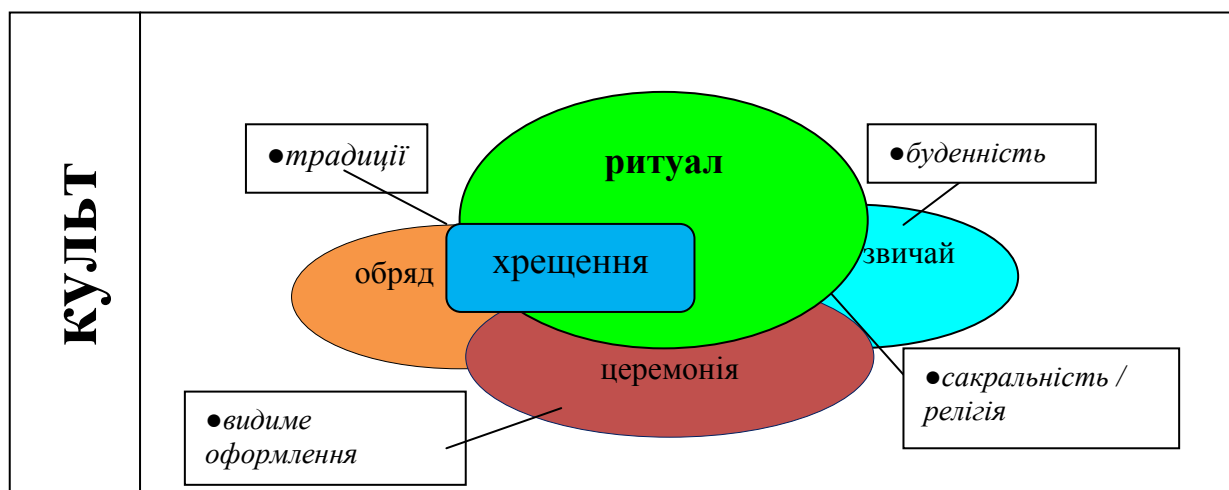 культ
●традиції
ритуал
●буденність
обряд
хрещення
звичай
церемонія
●сакральність /
релігія
●видиме
оформлення